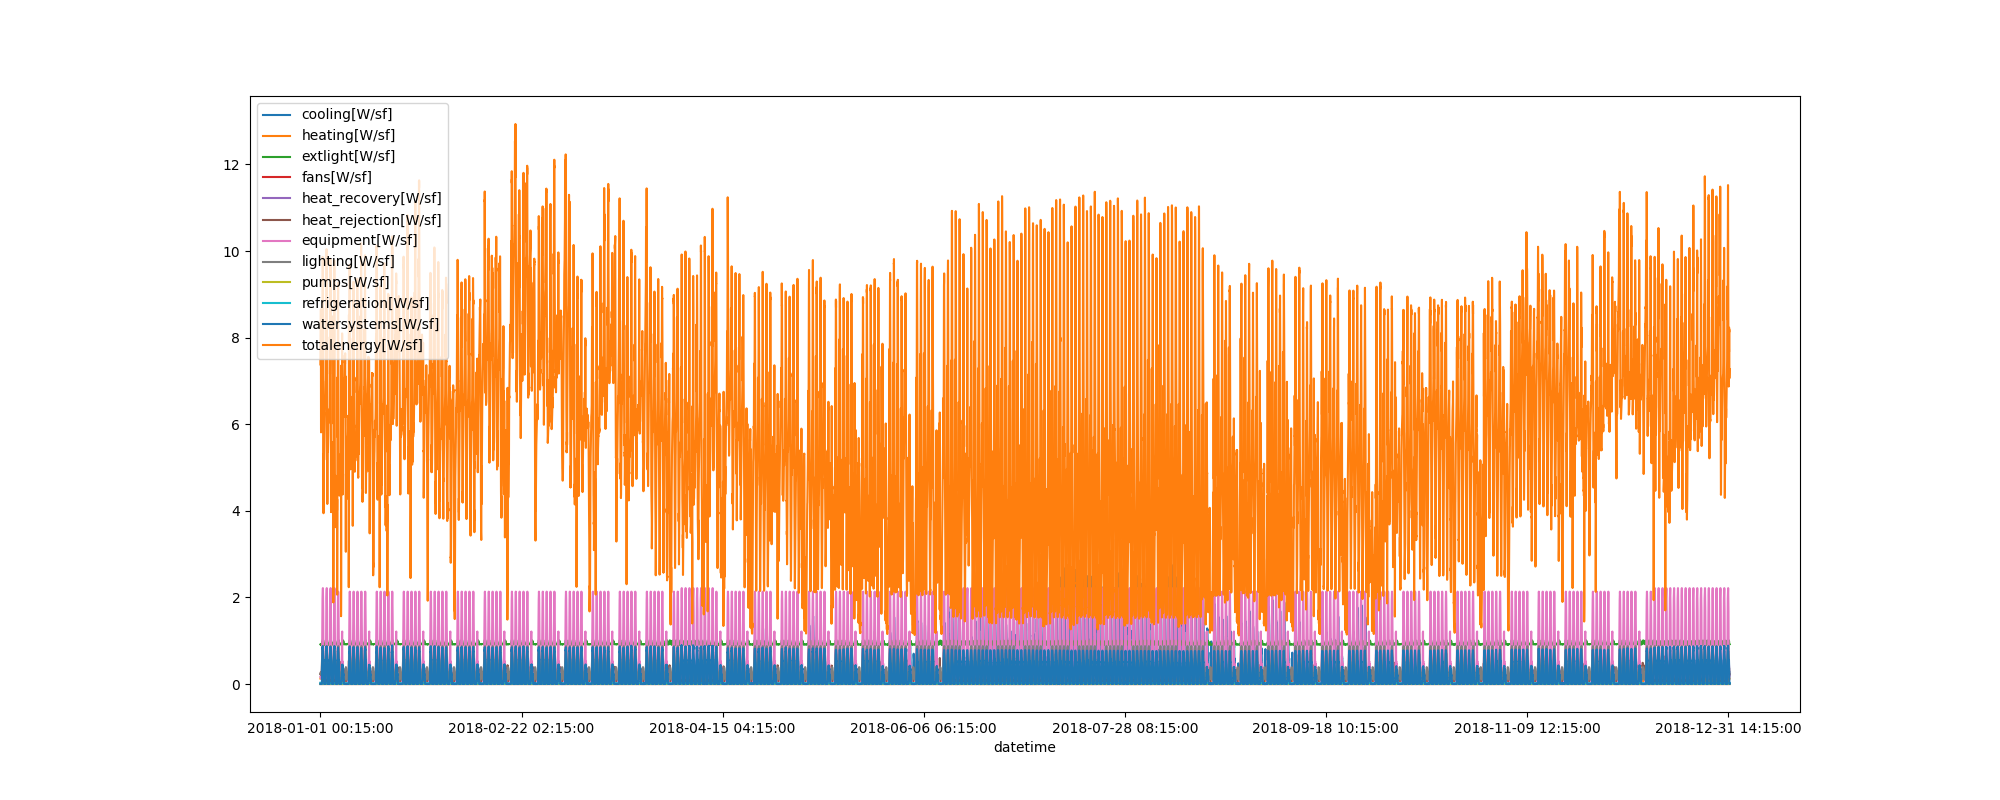 cooling[W/sf]
heating[W/sf]
extlight[W/sf]
fans[W/sf]
heat_recovery[W/sf]
heat_rejection[W/sf]
equipment[W/sf]
lighting[W/sf]
pumps[W/sf]
refrigeration[W/sf]
watersystems[W/sf]
totalenergy[W/sf]
12
10
8
6
4
2
0
2018-01-01 00:15:00 2018-02-22 02:15:00 2018-04-15 04:15:00 2018-06-06 06:15:00 2018-07-28 08:15:00 2018-09-18 10:15:00 2018-11-09 12:15:00 2018-12-31 14:15:00
datetime